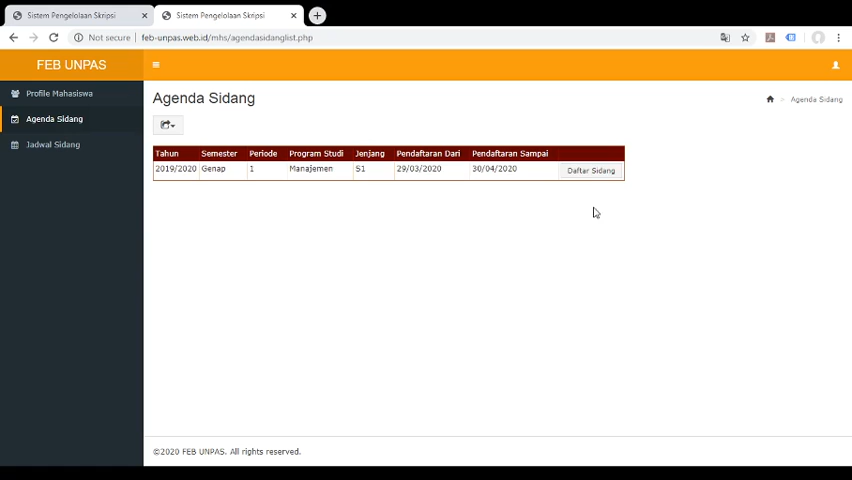 Sistem Pengelolaan Skripsi
Sistem Pengelolaan Skripsi
Not secure feb-unpas.web.id/mhs/agendasidanglist.php
FEB UNPAS
Profile Mahasiswa
Agenda Sidang
Jadwal Sidang
Agenda Sidang
Agenda Sidang
Tahun Semester Periode Program Studi Jenjang Pendaftaran Dari Pendaftaran Sampai
2019/2020 Genap 1 Manajemen S1 29/03/2020 30/04/2020 Daftar Sidang
©2020 FEB UNPAS. All rights reserved.